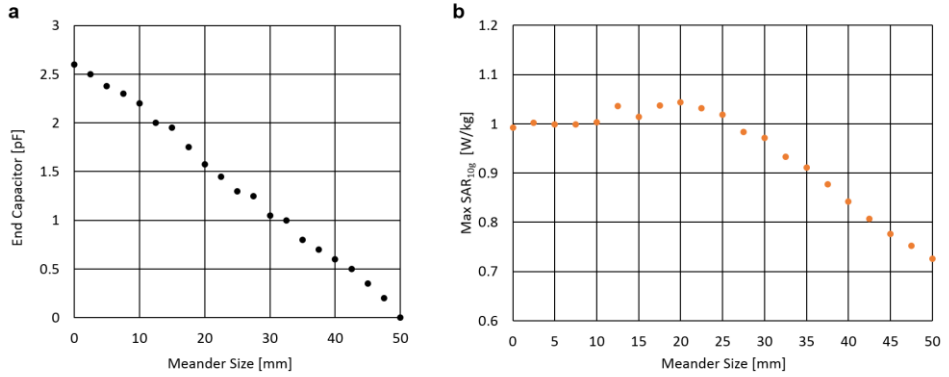 a
3
2.5
2
1.5
1
0.5
0
End Capacitor [pF]
0 10 20 30 40 50
Meander Size [mm]
b
1.2
1.1
1
0.9
0.8
0.7
0.6
Max SAR10g [W/kg]
0 5 10 15 20 25 30 35 40 45 50
Meander Size [mm]